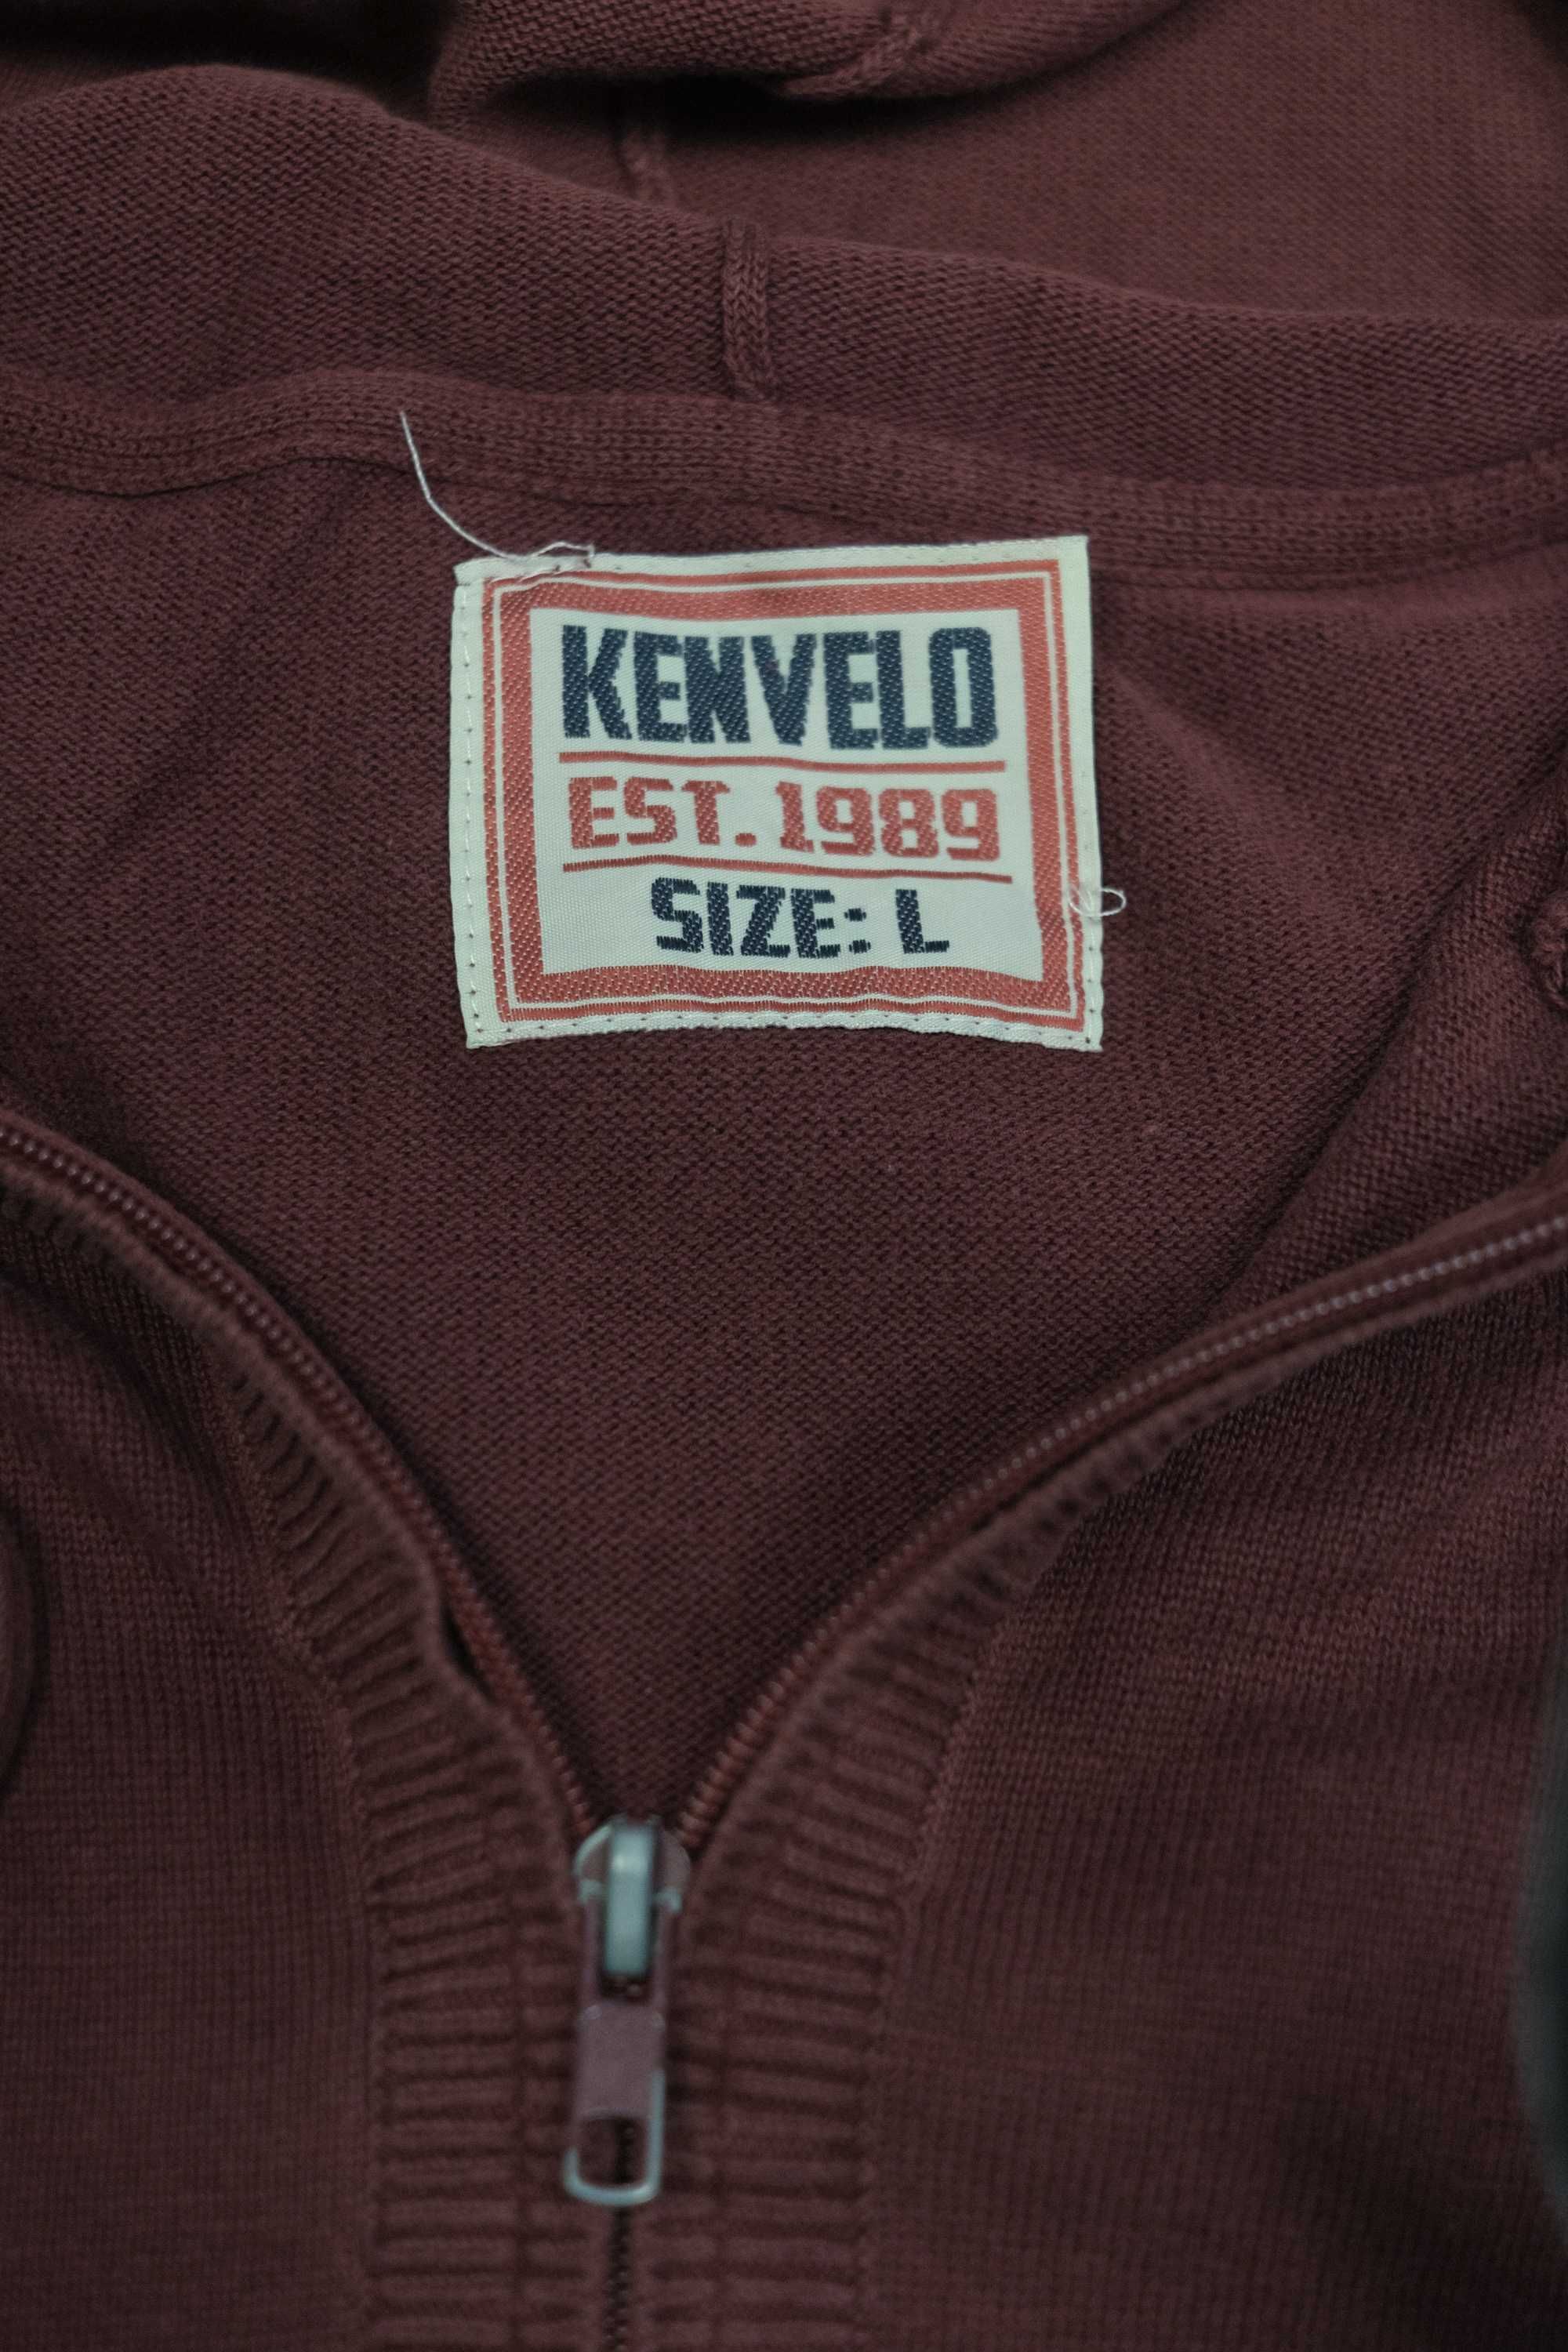 KENVELO
EST. 1989
SIZE: L